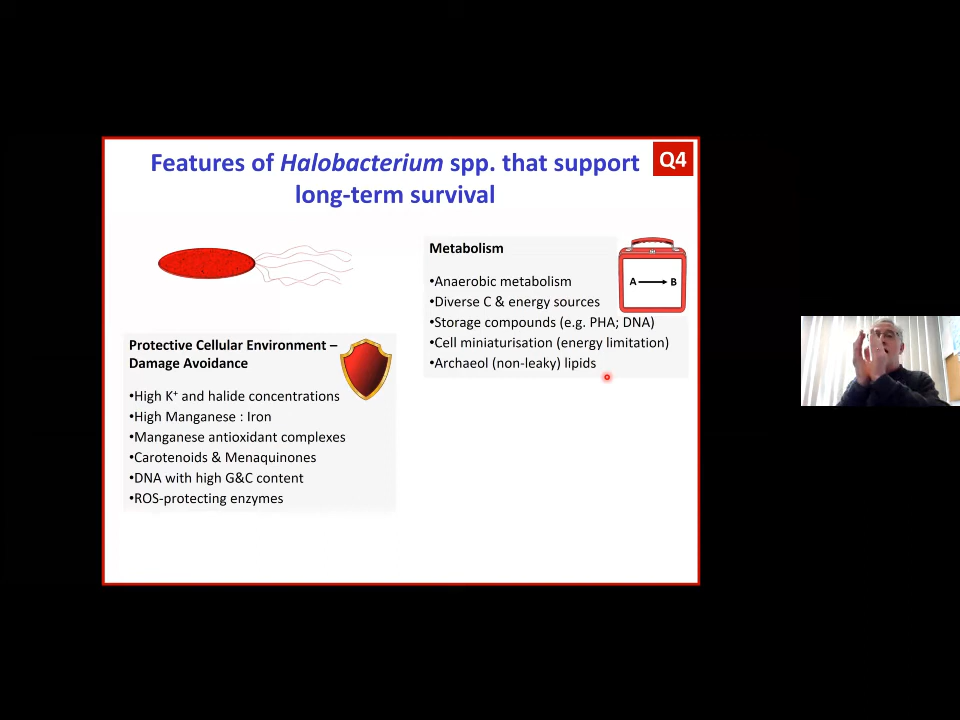 Features of Halobacterium spp. that support
long-term survival
Q4
Metabolism
•Anaerobic metabolism
•Diverse C & energy sources
•Storage compounds (e.g. PHA; DNA)
•Cell miniaturisation (energy limitation)
•Archaeol (non-leaky) lipids
A → B
Protective Cellular Environment –
Damage Avoidance
•High K⁺ and halide concentrations
•High Manganese : Iron
•Manganese antioxidant complexes
•Carotenoids & Menaquinones
•DNA with high G&C content
•ROS-protecting enzymes